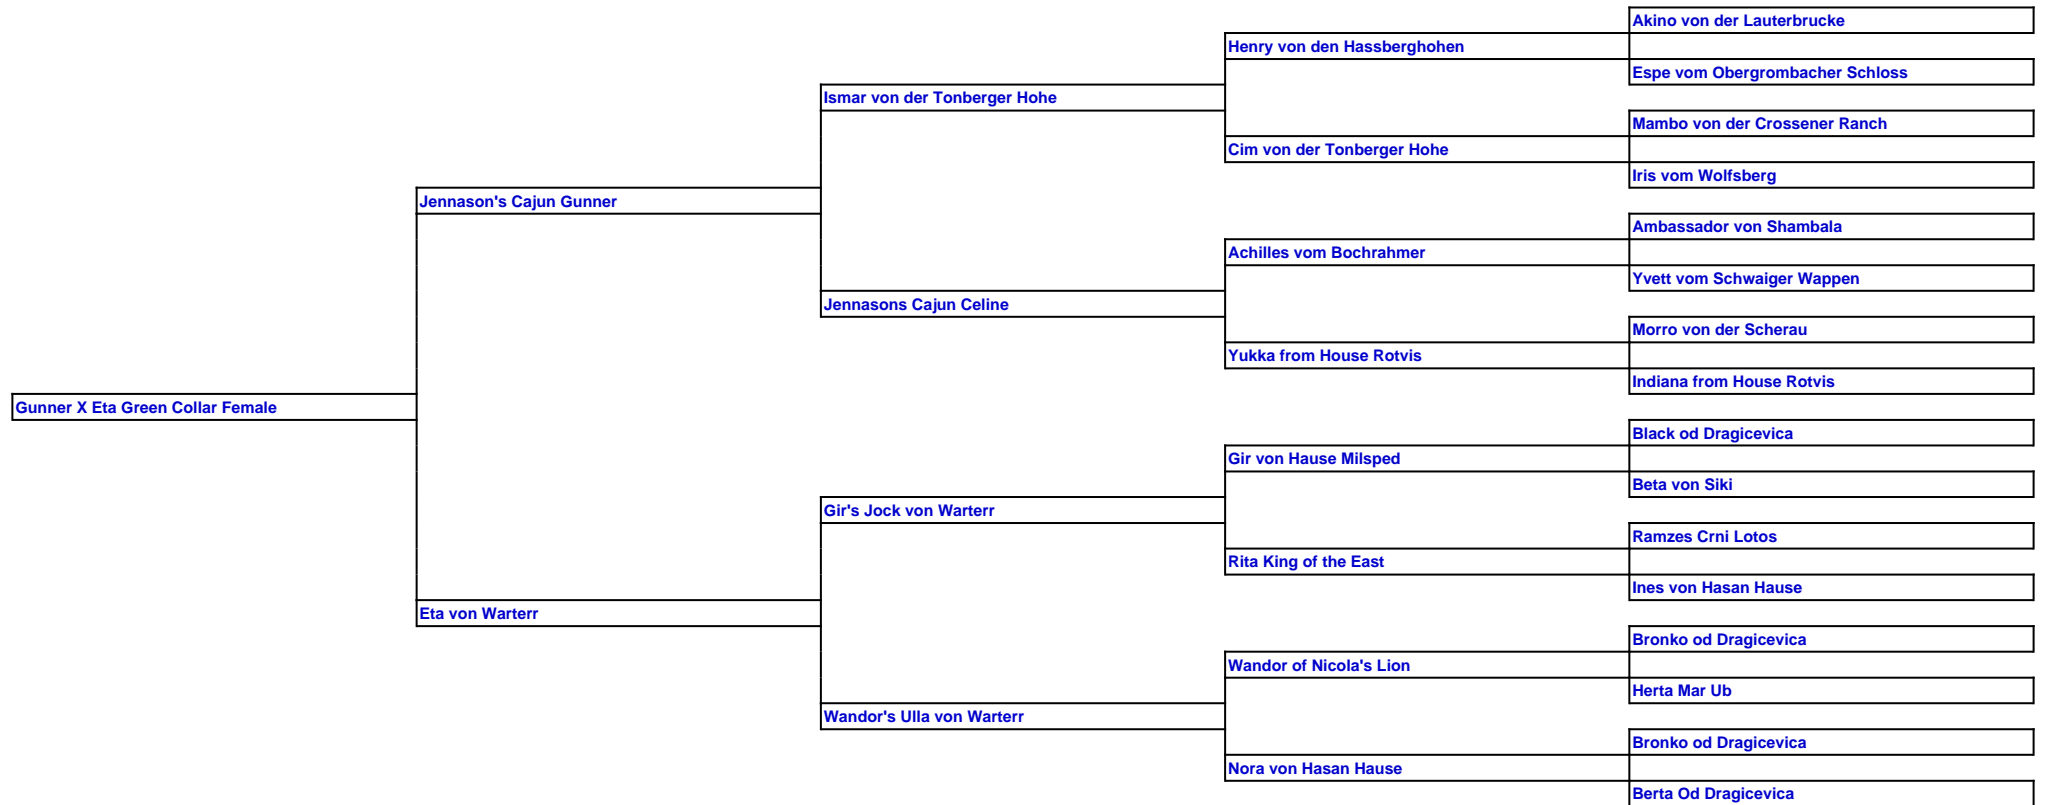 Akino von der Lauterbrucke
Henry von den Hassberghohen
Espe vom Obergrombacher Schloss
Ismar von der Tonberger Hohe
Mambo von der Crossener Ranch
Cim von der Tonberger Hohe
Iris vom Wolfsberg
Jennason's Cajun Gunner
Ambassador von Shambala
Achilles vom Bochrahmer
Yvett vom Schwaiger Wappen
Jennasons Cajun Celine
Morro von der Scherau
Yukka from House Rotvis
Indiana from House Rotvis
Gunner X Eta Green Collar Female
Black od Dragicevica
Gir von Hause Milsped
Beta von Siki
Gir's Jock von Warterr
Ramzes Crni Lotos
Rita King of the East
Ines von Hasan Hause
Eta von Warterr
Bronko od Dragicevica
Wandor of Nicola's Lion
Herta Mar Ub
Wandor's Ulla von Warterr
Bronko od Dragicevica
Nora von Hasan Hause
Berta Od Dragicevica